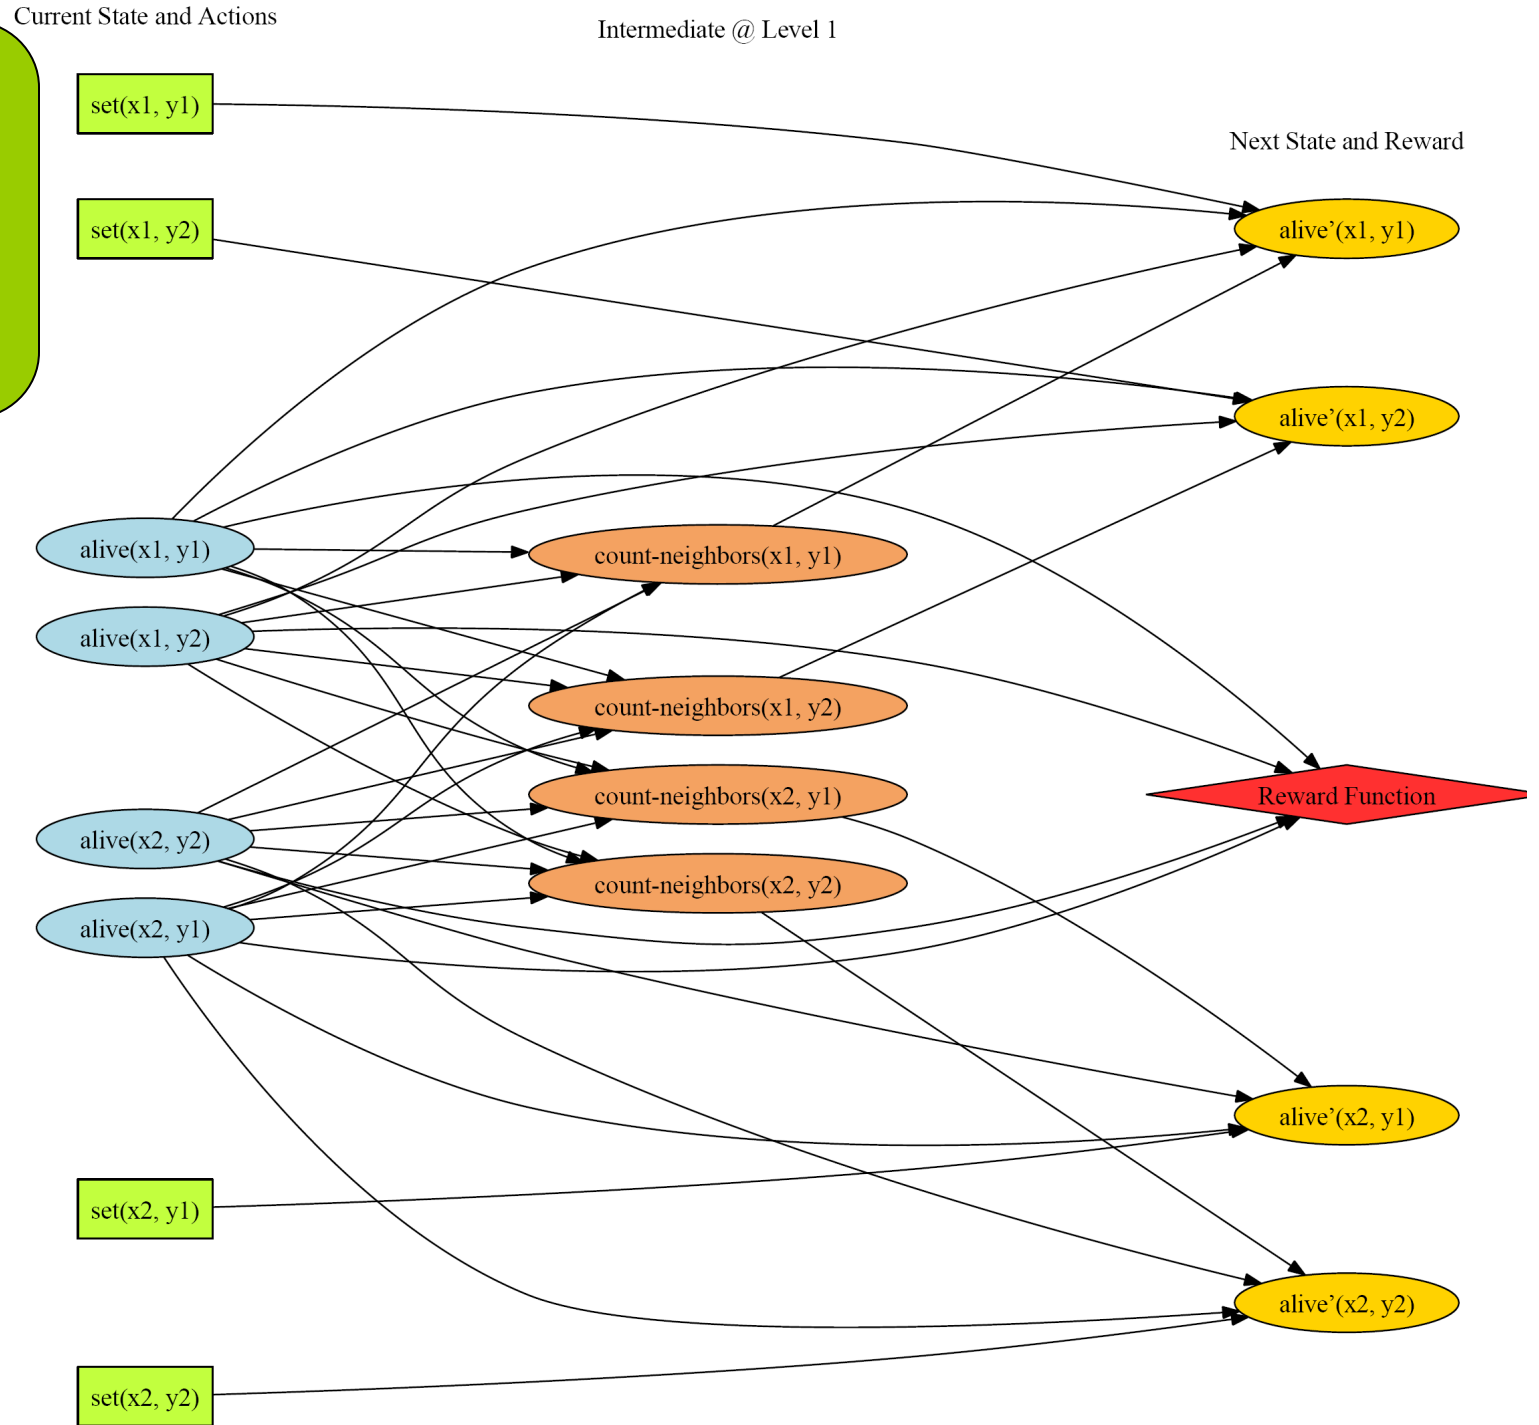 Current State and Actions
Intermediate @ Level 1
Next State and Reward
set(x1, y1)
set(x1, y2)
alive’(x1, y1)
alive’(x1, y2)
alive(x1, y1)
count-neighbors(x1, y1)
alive(x1, y2)
count-neighbors(x1, y2)
count-neighbors(x2, y1)
Reward Function
alive(x2, y2)
count-neighbors(x2, y2)
alive(x2, y1)
alive’(x2, y1)
set(x2, y1)
alive’(x2, y2)
set(x2, y2)